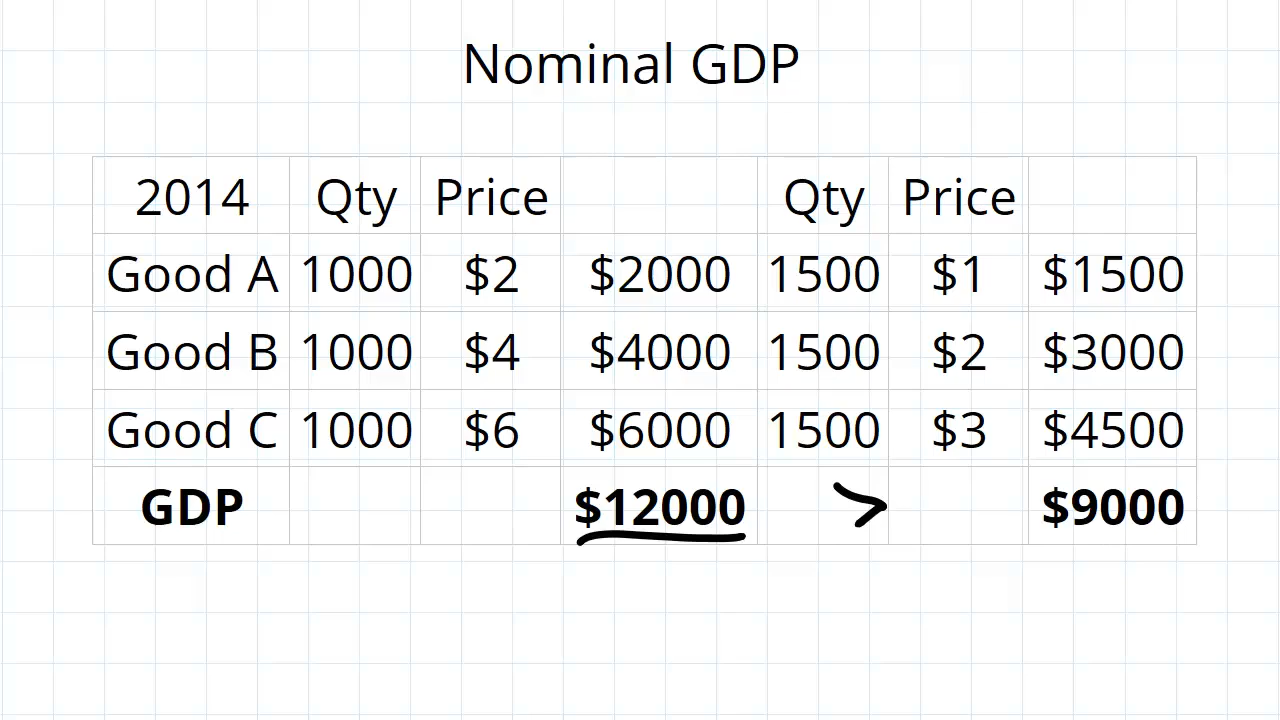 Nominal GDP
2014 Qty Price Qty Price
Good A 1000 $2 $2000 1500 $1 $1500
Good B 1000 $4 $4000 1500 $2 $3000
Good C 1000 $6 $6000 1500 $3 $4500
GDP $12000 > $9000